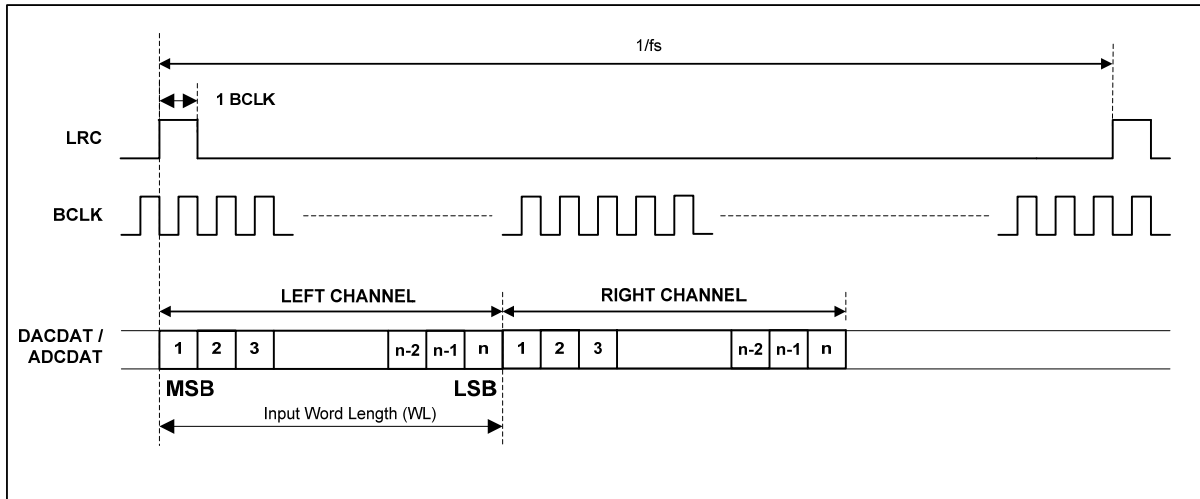 1/fs
1 BCLK
LRC
BCLK
LEFT CHANNEL
RIGHT CHANNEL
DACDAT /
ADCDAT
1 2 3 n-2 n-1 n 1 2 3 n-2 n-1 n
MSB
LSB
Input Word Length (WL)